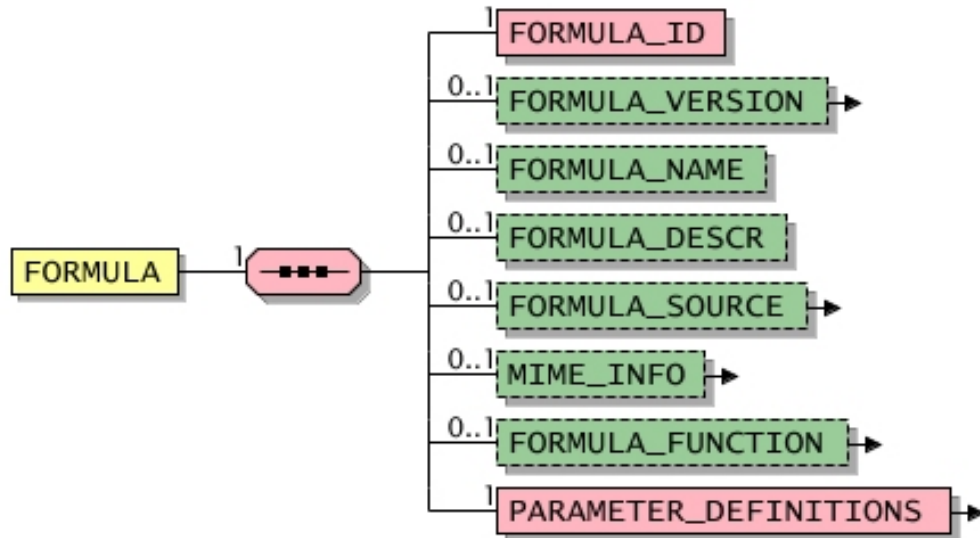 1
FORMULA_ID
0..1
FORMULA_VERSION
0..1
FORMULA_NAME
0..1
FORMULA_DESCR
FORMULA
1
0..1
FORMULA_SOURCE
0..1
MIME_INFO
0..1
FORMULA_FUNCTION
1
PARAMETER_DEFINITIONS